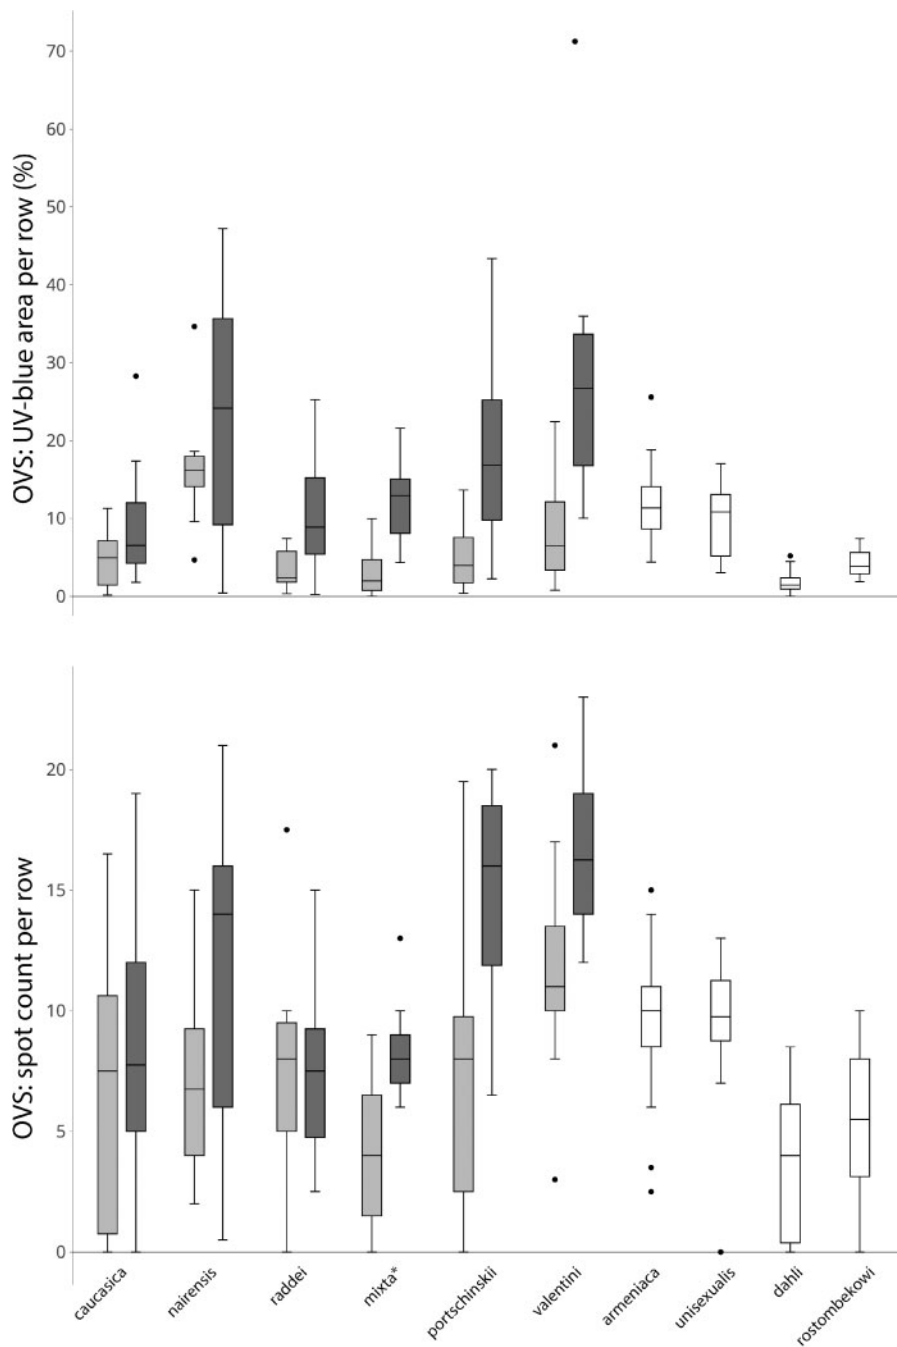 OVS: UV-blue area per row (%)
70
60
50
40
30
20
10
0
OVS: spot count per row
20
15
10
5
0
caucasica
nairensis
raddei
mixta*
portschinskii
valentini
armeniaca
unisexualis
dahli
rostombekowi